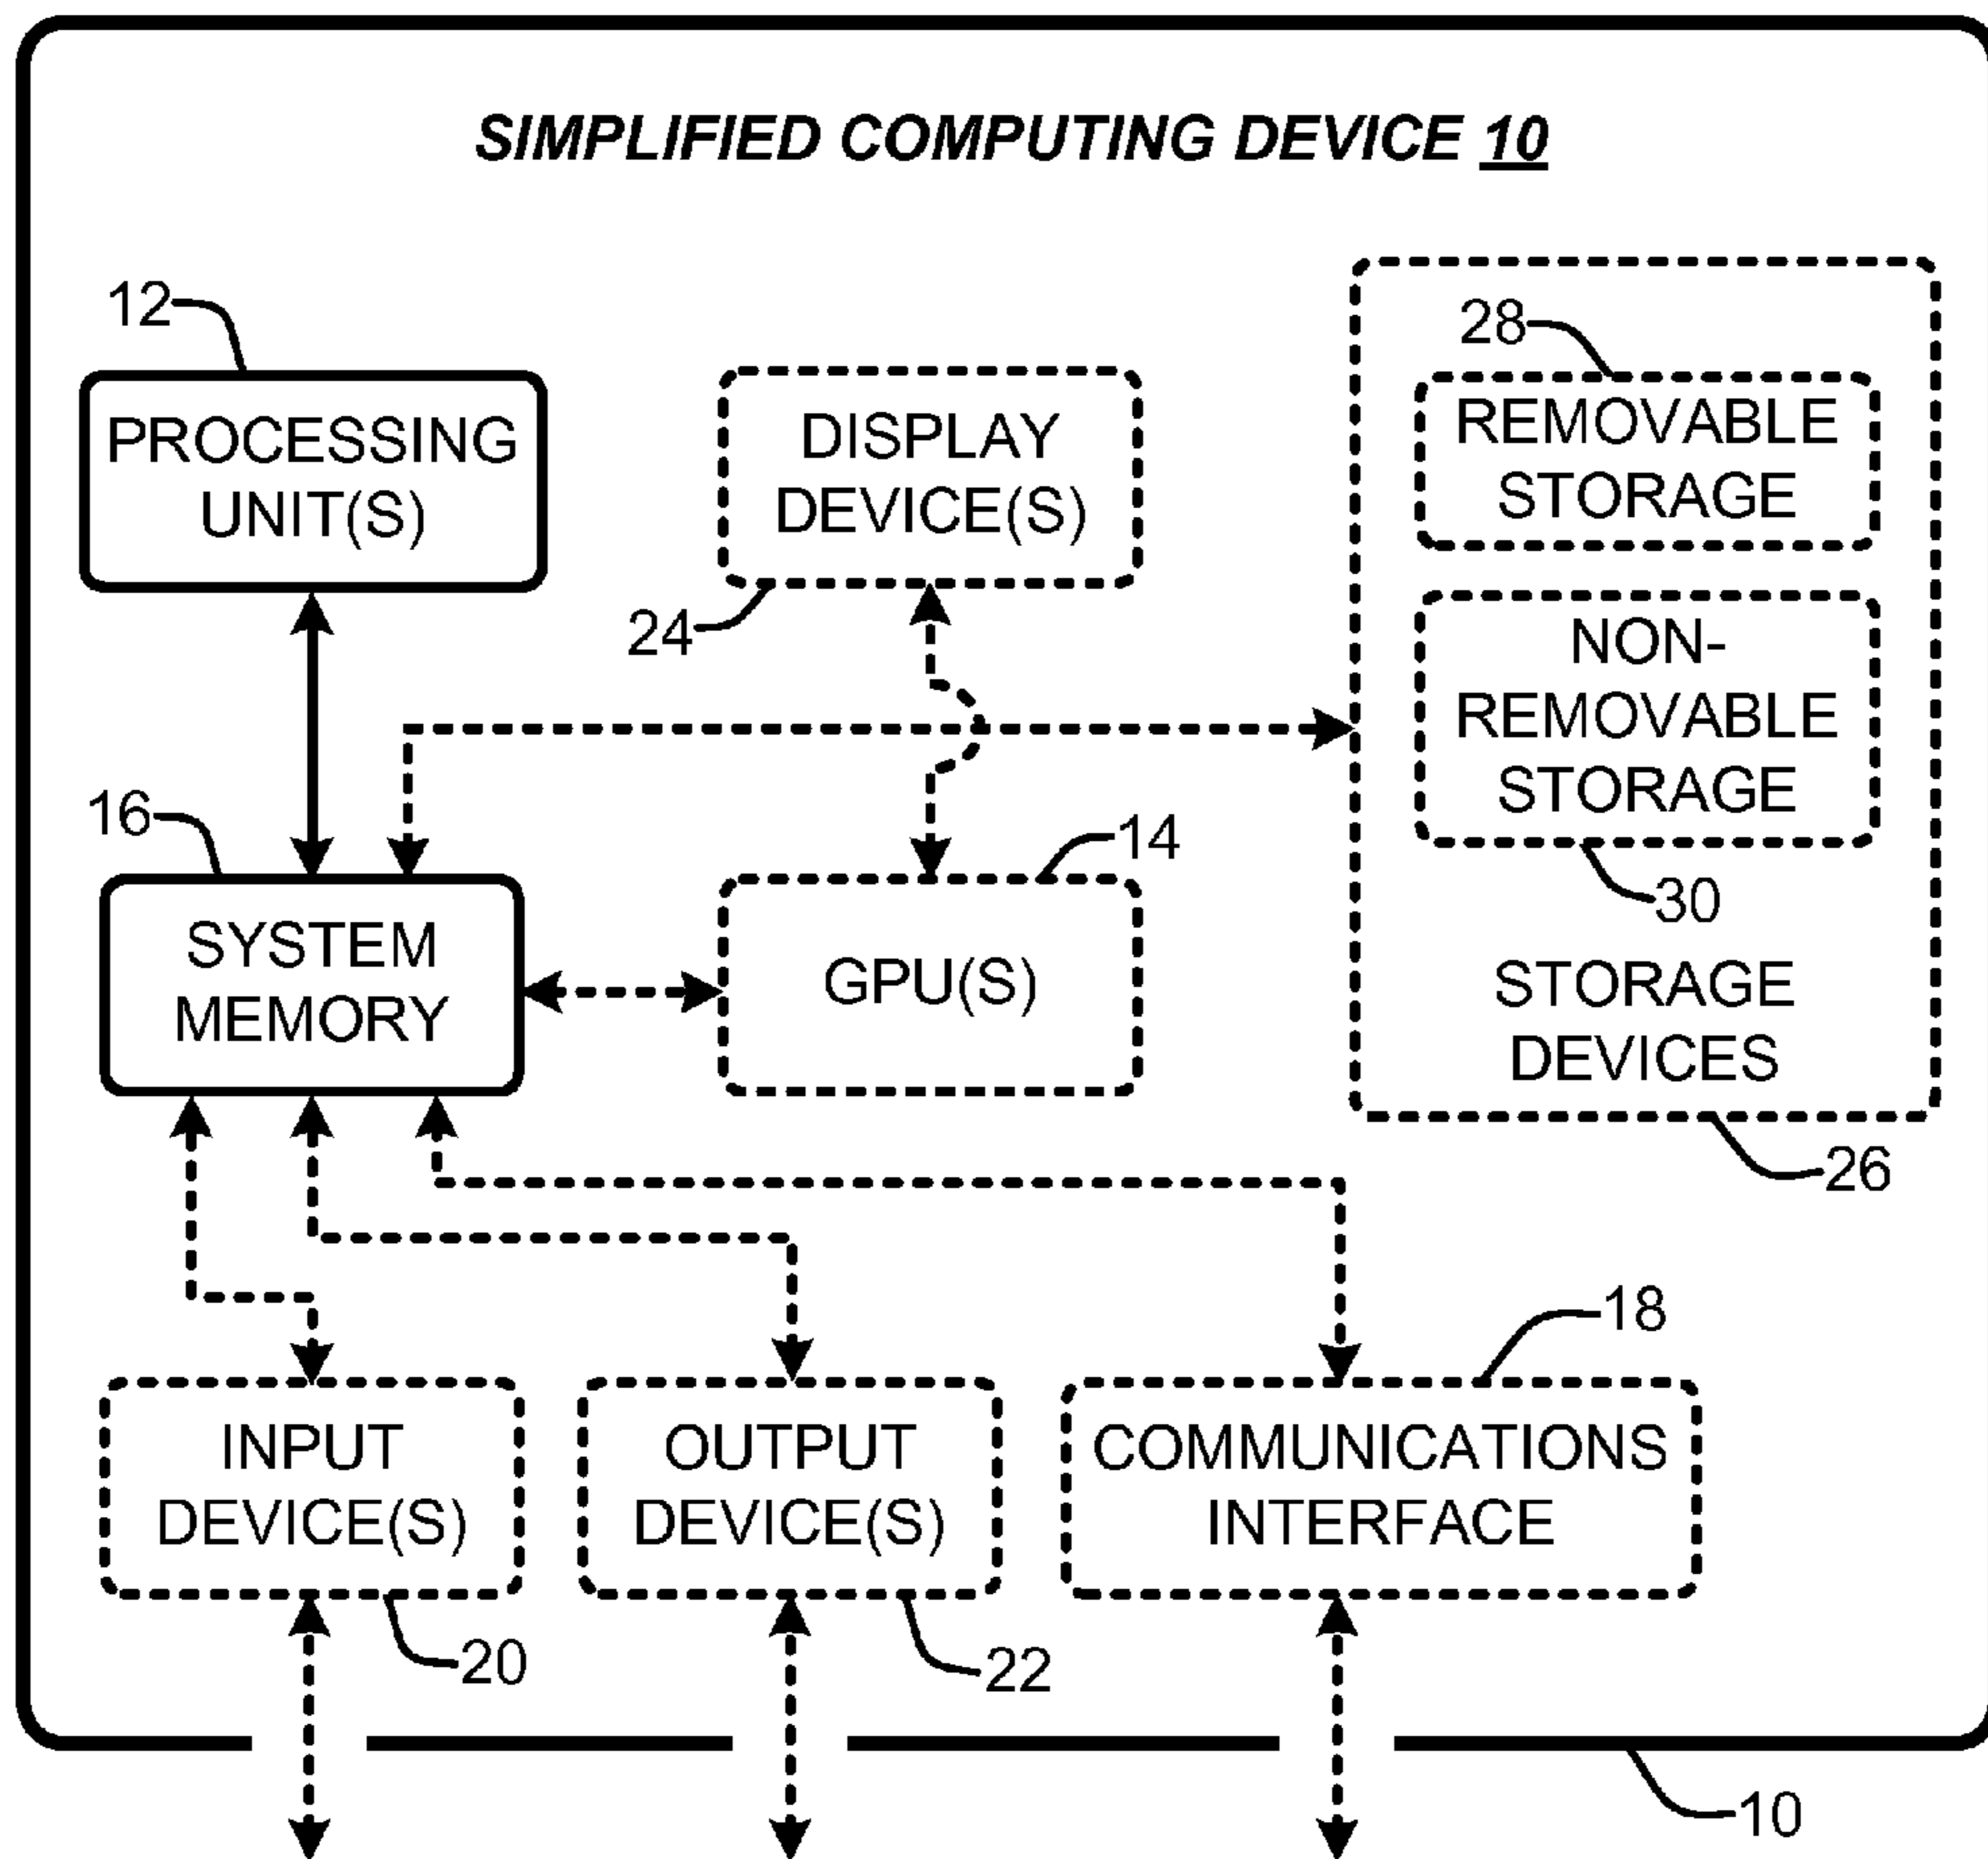 SIMPLIFIED COMPUTING DEVICE 10
12
PROCESSING
UNIT(S)
DISPLAY
DEVICE(S)
24
28
REMOVABLE
STORAGE
NON-
REMOVABLE
STORAGE
30
STORAGE
DEVICES
26
16
SYSTEM
MEMORY
14
GPU(S)
INPUT
DEVICE(S)
20
OUTPUT
DEVICE(S)
22
18
COMMUNICATIONS
INTERFACE
10